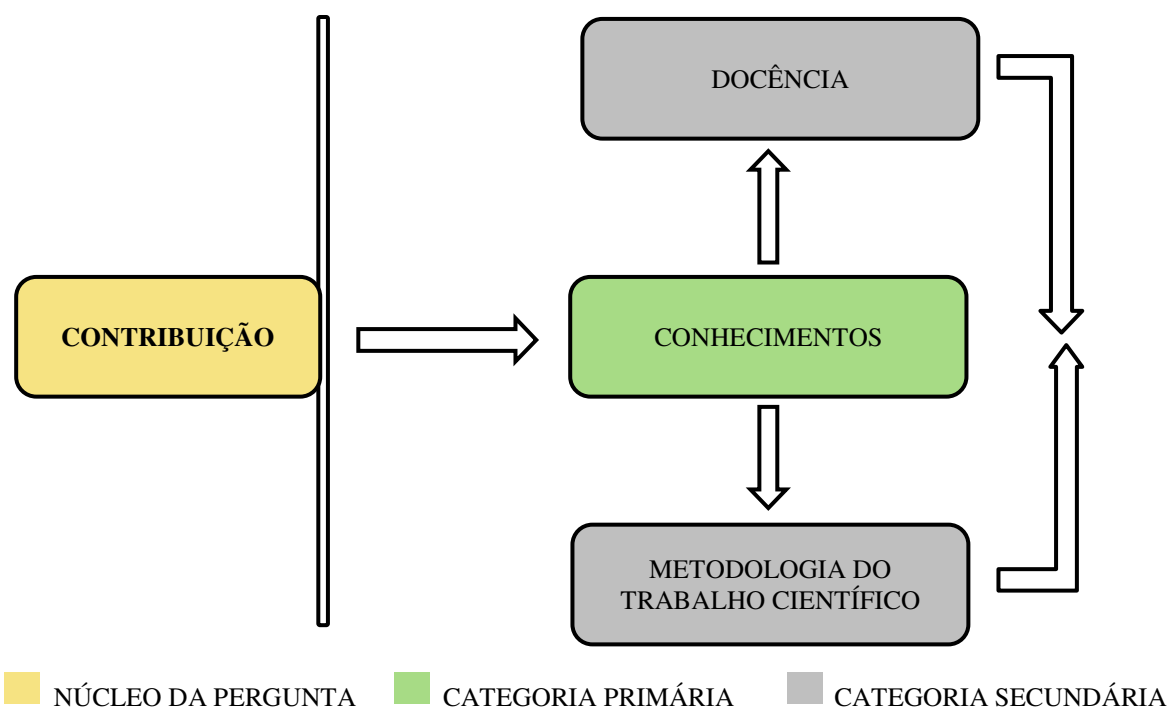 DOCÊNCIA
CONTRIBUIÇÃO
CONHECIMENTOS
METODOLOGIA DO
TRABALHO CIENTÍFICO
NÚCLEO DA PERGUNTA
CATEGORIA PRIMÁRIA
CATEGORIA SECUNDÁRIA